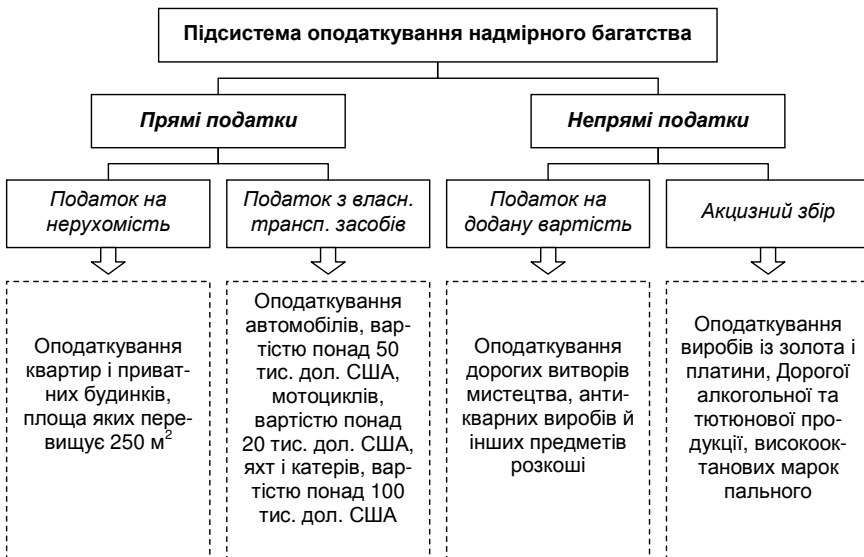 Підсистема оподаткування надмірного багатства
Прямі податки
Непрямі податки
Податок на
нерухомість
Податок з власн.
трансп. засобів
Податок на
додану вартість
Акцизний збір
Оподаткування
квартир і приват-
них будинків,
площа яких пере-
вищує 250 м²
Оподаткування
автомобілів, вар-
тістю понад 50
тис. дол. США,
мотоциклів,
вартістю понад
20 тис. дол. США,
яхт і катерів, вар-
тістю понад 100
тис. дол. США
Оподаткування
дорогих витворів
мистецтва, анти-
кварних виробів й
інших предметів
розкоші
Оподаткування
виробів із золота і
платини, Дорогої
алкогольної та
тютюнової про-
дукції, високоок-
танових марок
пального